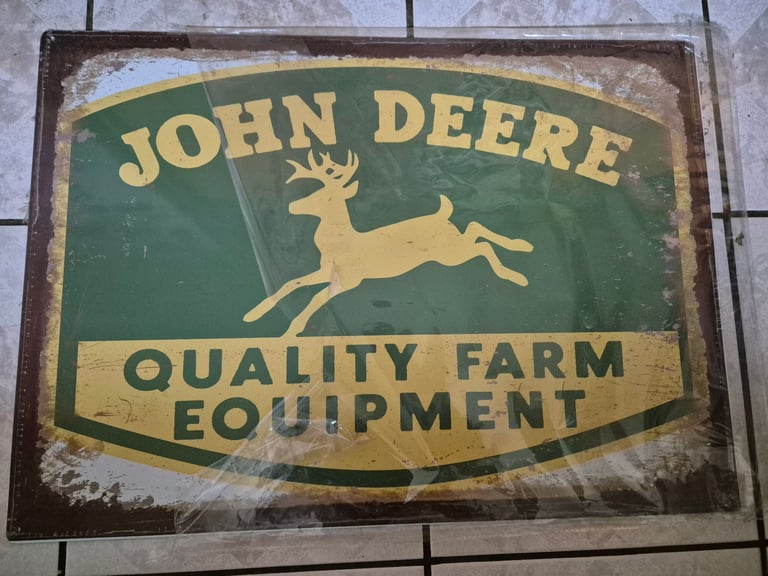 JOHN DEERE
QUALITY FARM
EQUIPMENT